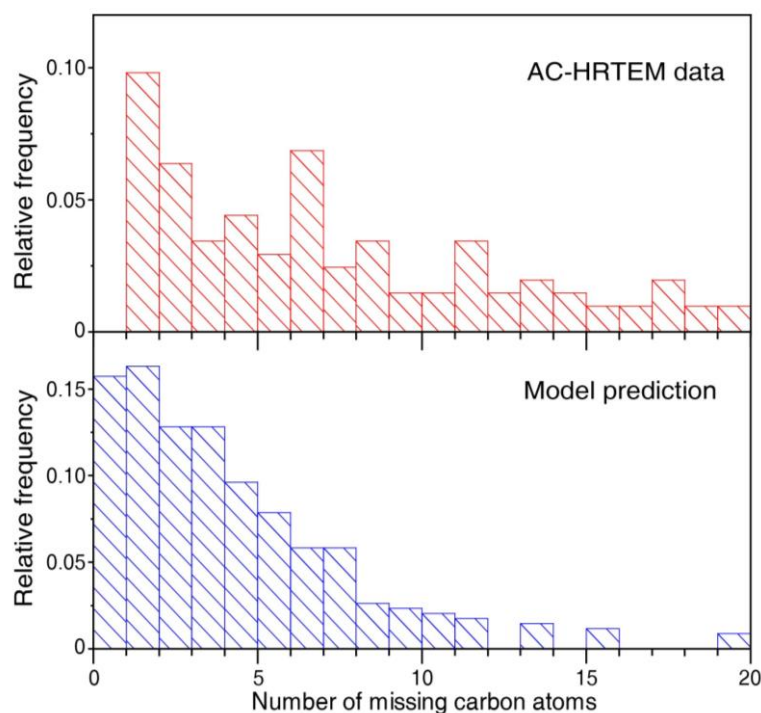 AC-HRTEM data
Relative frequency
0.10
0.05
0
Model prediction
Relative frequency
0.15
0.10
0.05
0
0
5
10
15
20
Number of missing carbon atoms